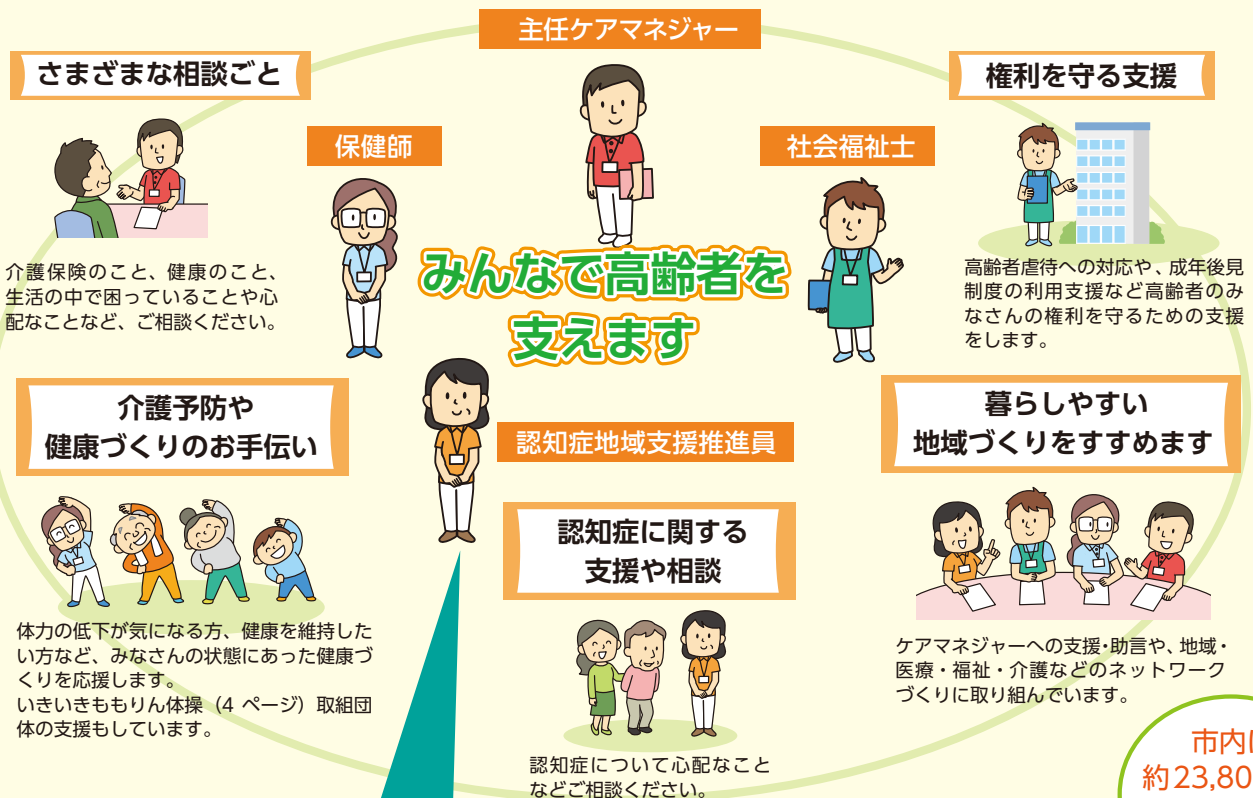 主任ケアマネジャー
さまざまな相談ごと
権利を守る支援
保健師
社会福祉士
みんなで高齢者を
支えます
介護保険のこと、健康のこと、
生活の中で困っていることや心
配なことなど、ご相談ください。
高齢者虐待への対応や、成年後見
制度の利用支援など高齢者のみ
なさんの権利を守るための支援
をします。
介護予防や
健康づくりのお手伝い
認知症地域支援推進員
暮らしやすい
地域づくりをすすめます
認知症に関する
支援や相談
体力の低下が気になる方、健康を維持した
い方など、みなさんの状態にあった健康づ
くりを応援します。
いきいきももりん体操（4 ページ）取組団
体の支援もしています。
ケアマネジャーへの支援・助言や、地域・
医療・福祉・介護などのネットワーク
づくりに取り組んでいます。
認知症について心配なこと
などご相談ください。
市内
約23,80